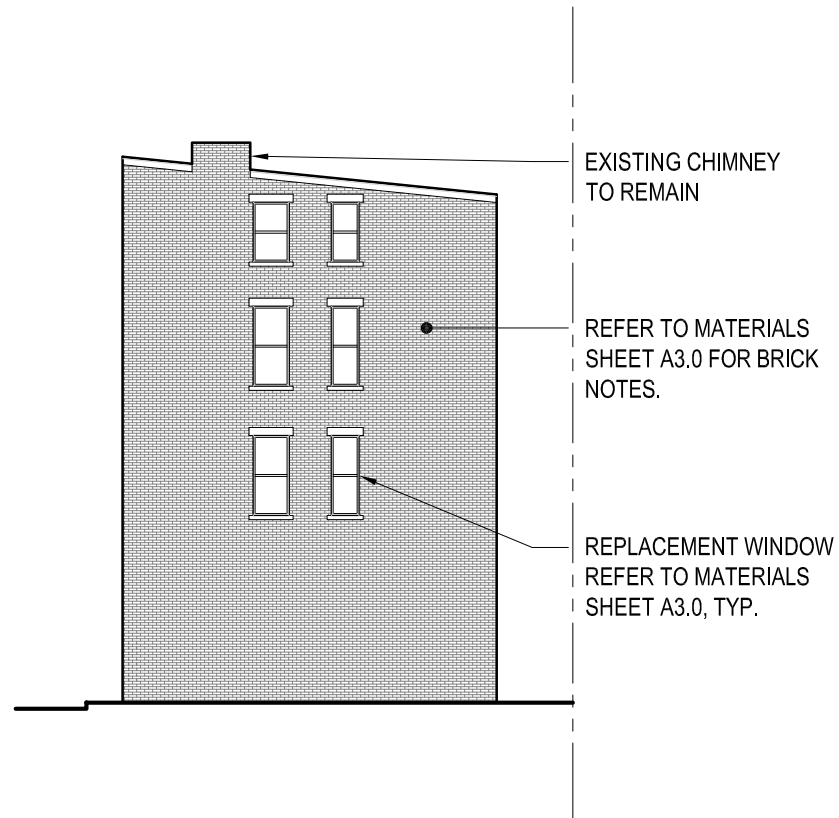 EXISTING CHIMNEY
TO REMAIN
REFER TO MATERIALS
SHEET A3.0 FOR BRICK
NOTES.
REPLACEMENT WINDOW
REFER TO MATERIALS
SHEET A3.0, TYP.